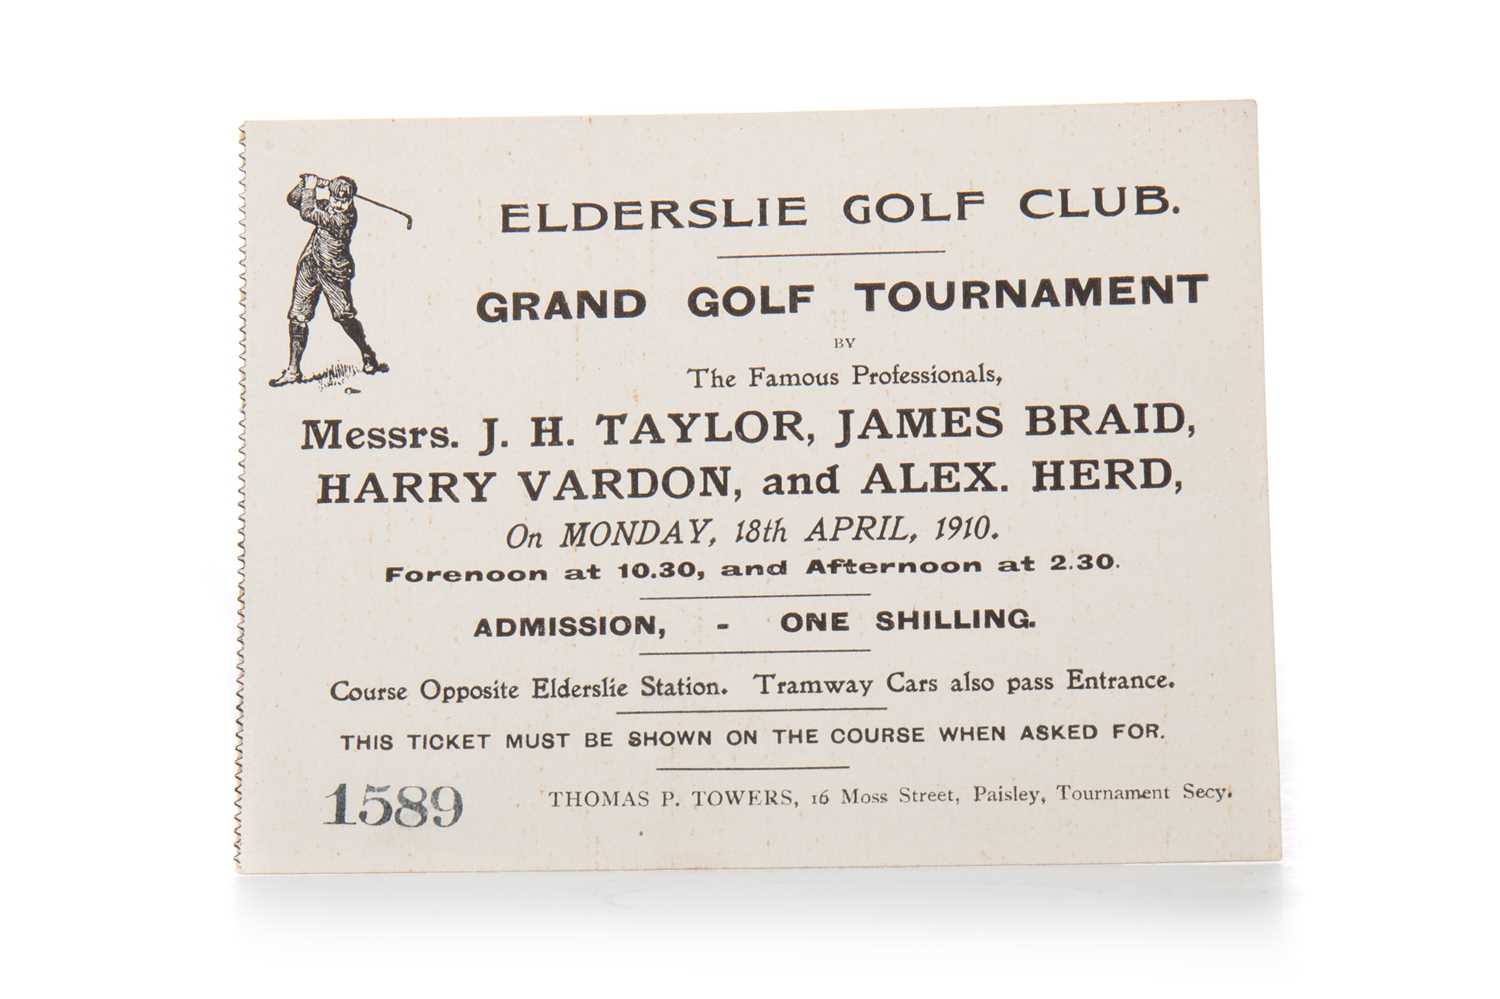 ELDERSLIE GOLF CLUB.
GRAND GOLF TOURNAMENT
BY
The Famous Professionals,
Messrs. J. H. TAYLOR, JAMES BRAID,
HARRY VARDON, and ALEX. HERD,
On MONDAY, 18th APRIL, 1910.
Forenoon at 10.30, and Afternoon at 2.30.
ADMISSION, - ONE SHILLING.
Course Opposite Elderslie Station. Tramway Cars also pass Entrance.
THIS TICKET MUST BE SHOWN ON THE COURSE WHEN ASKED FOR.
1589
THOMAS P. TOWERS, 16 Moss Street, Paisley, Tournament Secy.